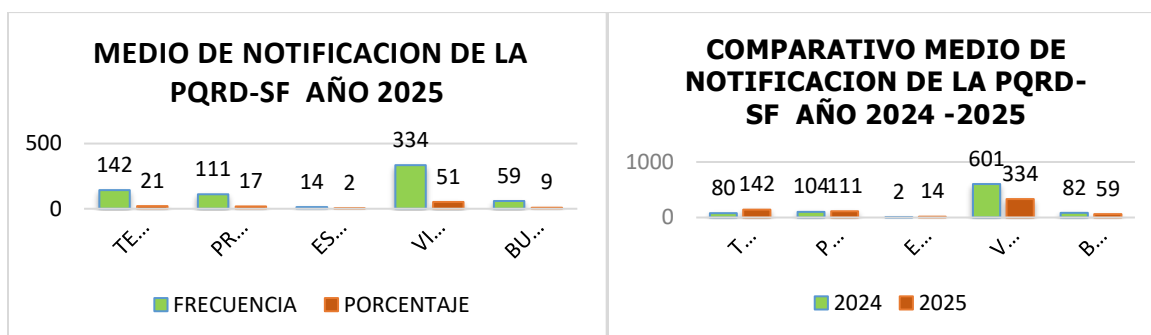 MEDIO DE NOTIFICACION DE LA
PQRD-SF AÑO 2025
500
0
142 21 111 17 14 2 334 51 59 9
TE... PR... ES... VI... BU...
FRECUENCIA PORCENTAJE
COMPARATIVO MEDIO DE
NOTIFICACION DE LA PQRD-
SF AÑO 2024 -2025
1000
0
80 142 104 111 2 14 601 334 82 59
T... P... E... V... B...
2024 2025